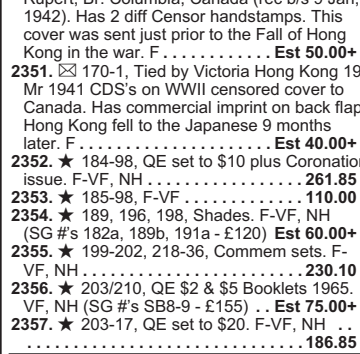 Rupert, Br. Columbia, Canada (rec b/s 9 Jan,
1942). Has 2 diff Censor handstamps. This
cover was sent just prior to the Fall of Hong
Kong in the war. F . . . . . . . . . . . . Est 50.00+
2351. ✉ 170-1, Tied by Victoria Hong Kong 19
Mr 1941 CDS's on WWII censored cover to
Canada. Has commercial imprint on back flap
Hong Kong fell to the Japanese 9 months
later. F . . . . . . . . . . . . . . . . . . Est 40.00+
2352. ★ 184-98, QE set to $10 plus Coronation
issue. F-VF, NH . . . . . . . . . . . . . . . . 261.85
2353. ★ 185-98, F-VF . . . . . . . . . . . . . 110.00
2354. ★ 189, 196, 198, Shades. F-VF, NH
(SG #'s 182a, 189b, 191a - £120) Est 60.00+
2355. ★ 199-202, 218-36, Commem sets. F-
VF, NH . . . . . . . . . . . . . . . . . . . . . . 230.10
2356. ★ 203/210, QE $2 & $5 Booklets 1965.
VF, NH (SG #'s SB8-9 - £155) . . Est 75.00+
2357. ★ 203-17, QE set to $20. F-VF, NH . .
. . . . . . . . . . . . . . . . . . . . . . . . . . . . 186.85